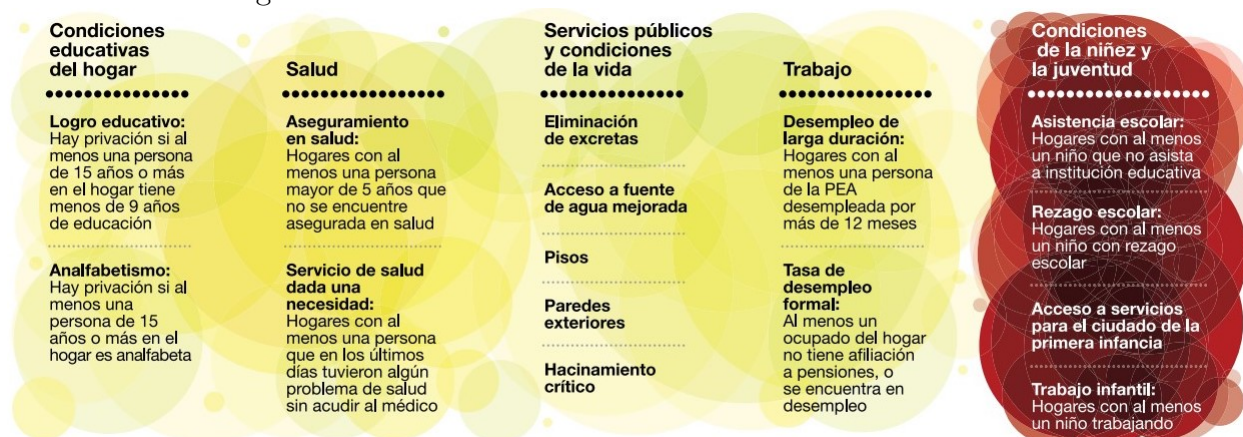 Condiciones
educativas
del hogar
Logro educativo:
Hay privación si al
menos una persona
de 15 años o más
en el hogar tiene
menos de 9 años
de educación
Analfabetismo:
Hay privación si al
menos una
persona de 15
años o más en el
hogar es analfabeta
Salud
Aseguramiento
en salud:
Hogares con al
menos una persona
mayor de 5 años que
no se encuentre
asegurada en salud
Servicio de salud
dada una
necesidad:
Hogares con al
menos una persona
que en los últimos
días tuvieron algún
problema de salud
sin acudir al médico
Servicios públicos
y condiciones
de la vida
Eliminación
de excretas
Acceso a fuente
de agua mejorada
Pisos
Paredes
exteriores
Hacinamiento
crítico
Trabajo
Desempleo de
larga duración:
Hogares con al
menos una persona
de la PEA
desempleada por
más de 12 meses
Tasa de
desempleo
formal:
Al menos un
ocupado del hogar
no tiene afiliación
a pensiones, o
se encuentra en
desempleo
Condiciones
de la niñez y
la juventud
Asistencia escolar:
Hogares con al menos
un niño que no asista
a institución educativa
Rezago escolar:
Hogares con al menos
un niño con rezago
escolar
Acceso a servicios
para el ciudado de la
primera infancia
Trabajo infantil:
Hogares con al menos
un niño trabajando